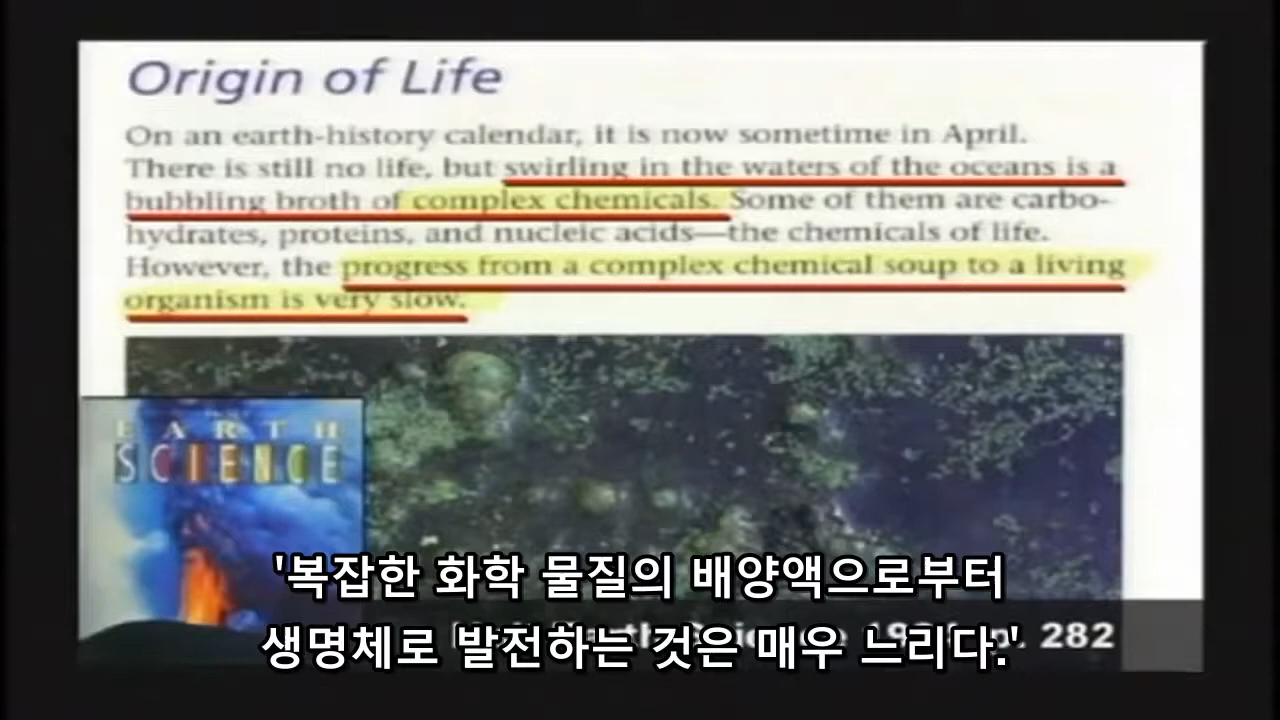 Origin of Life
On an earth-history calendar, it is now sometime in April.
There is still no life, but swirling in the waters of the oceans is a
bubbling broth of complex chemicals. Some of them are carbo-
hydrates, proteins, and nucleic acids—the chemicals of life.
However, the progress from a complex chemical soup to a living
organism is very slow.
EARTH
SCIENCE
282
'복잡한 화학 물질의 배양액으로부터
생명체로 발전하는 것은 매우 느리다.'